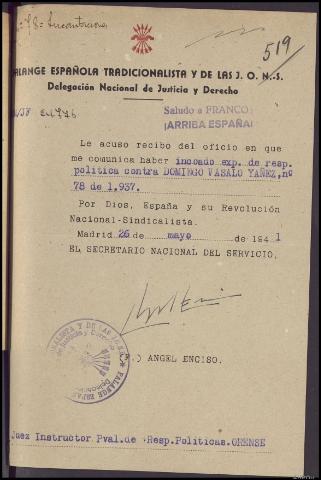 519
FALANGE ESPAÑOLA TRADICIONALISTA Y DE LAS J. O. N.-S.
Delegación Nacional de Justicia y Derecho
Saludo a FRANCO
¡ARRIBA ESPAÑA!
Le acuso recibo del oficio en que
me comunica haber incoado exp. de resp.
política contra DOMINGO VASALO YAÑEZ, nº
78 de 1.937.
Por Dios, España y su Revolución
Nacional-Sindicalista.
Madrid 26 de mayo de 1941
EL SECRETARIO NACIONAL DEL SERVICIO,
ANGEL ENCISO.
Juez Instructor Pval.de Resp.Políticas.ORENSE